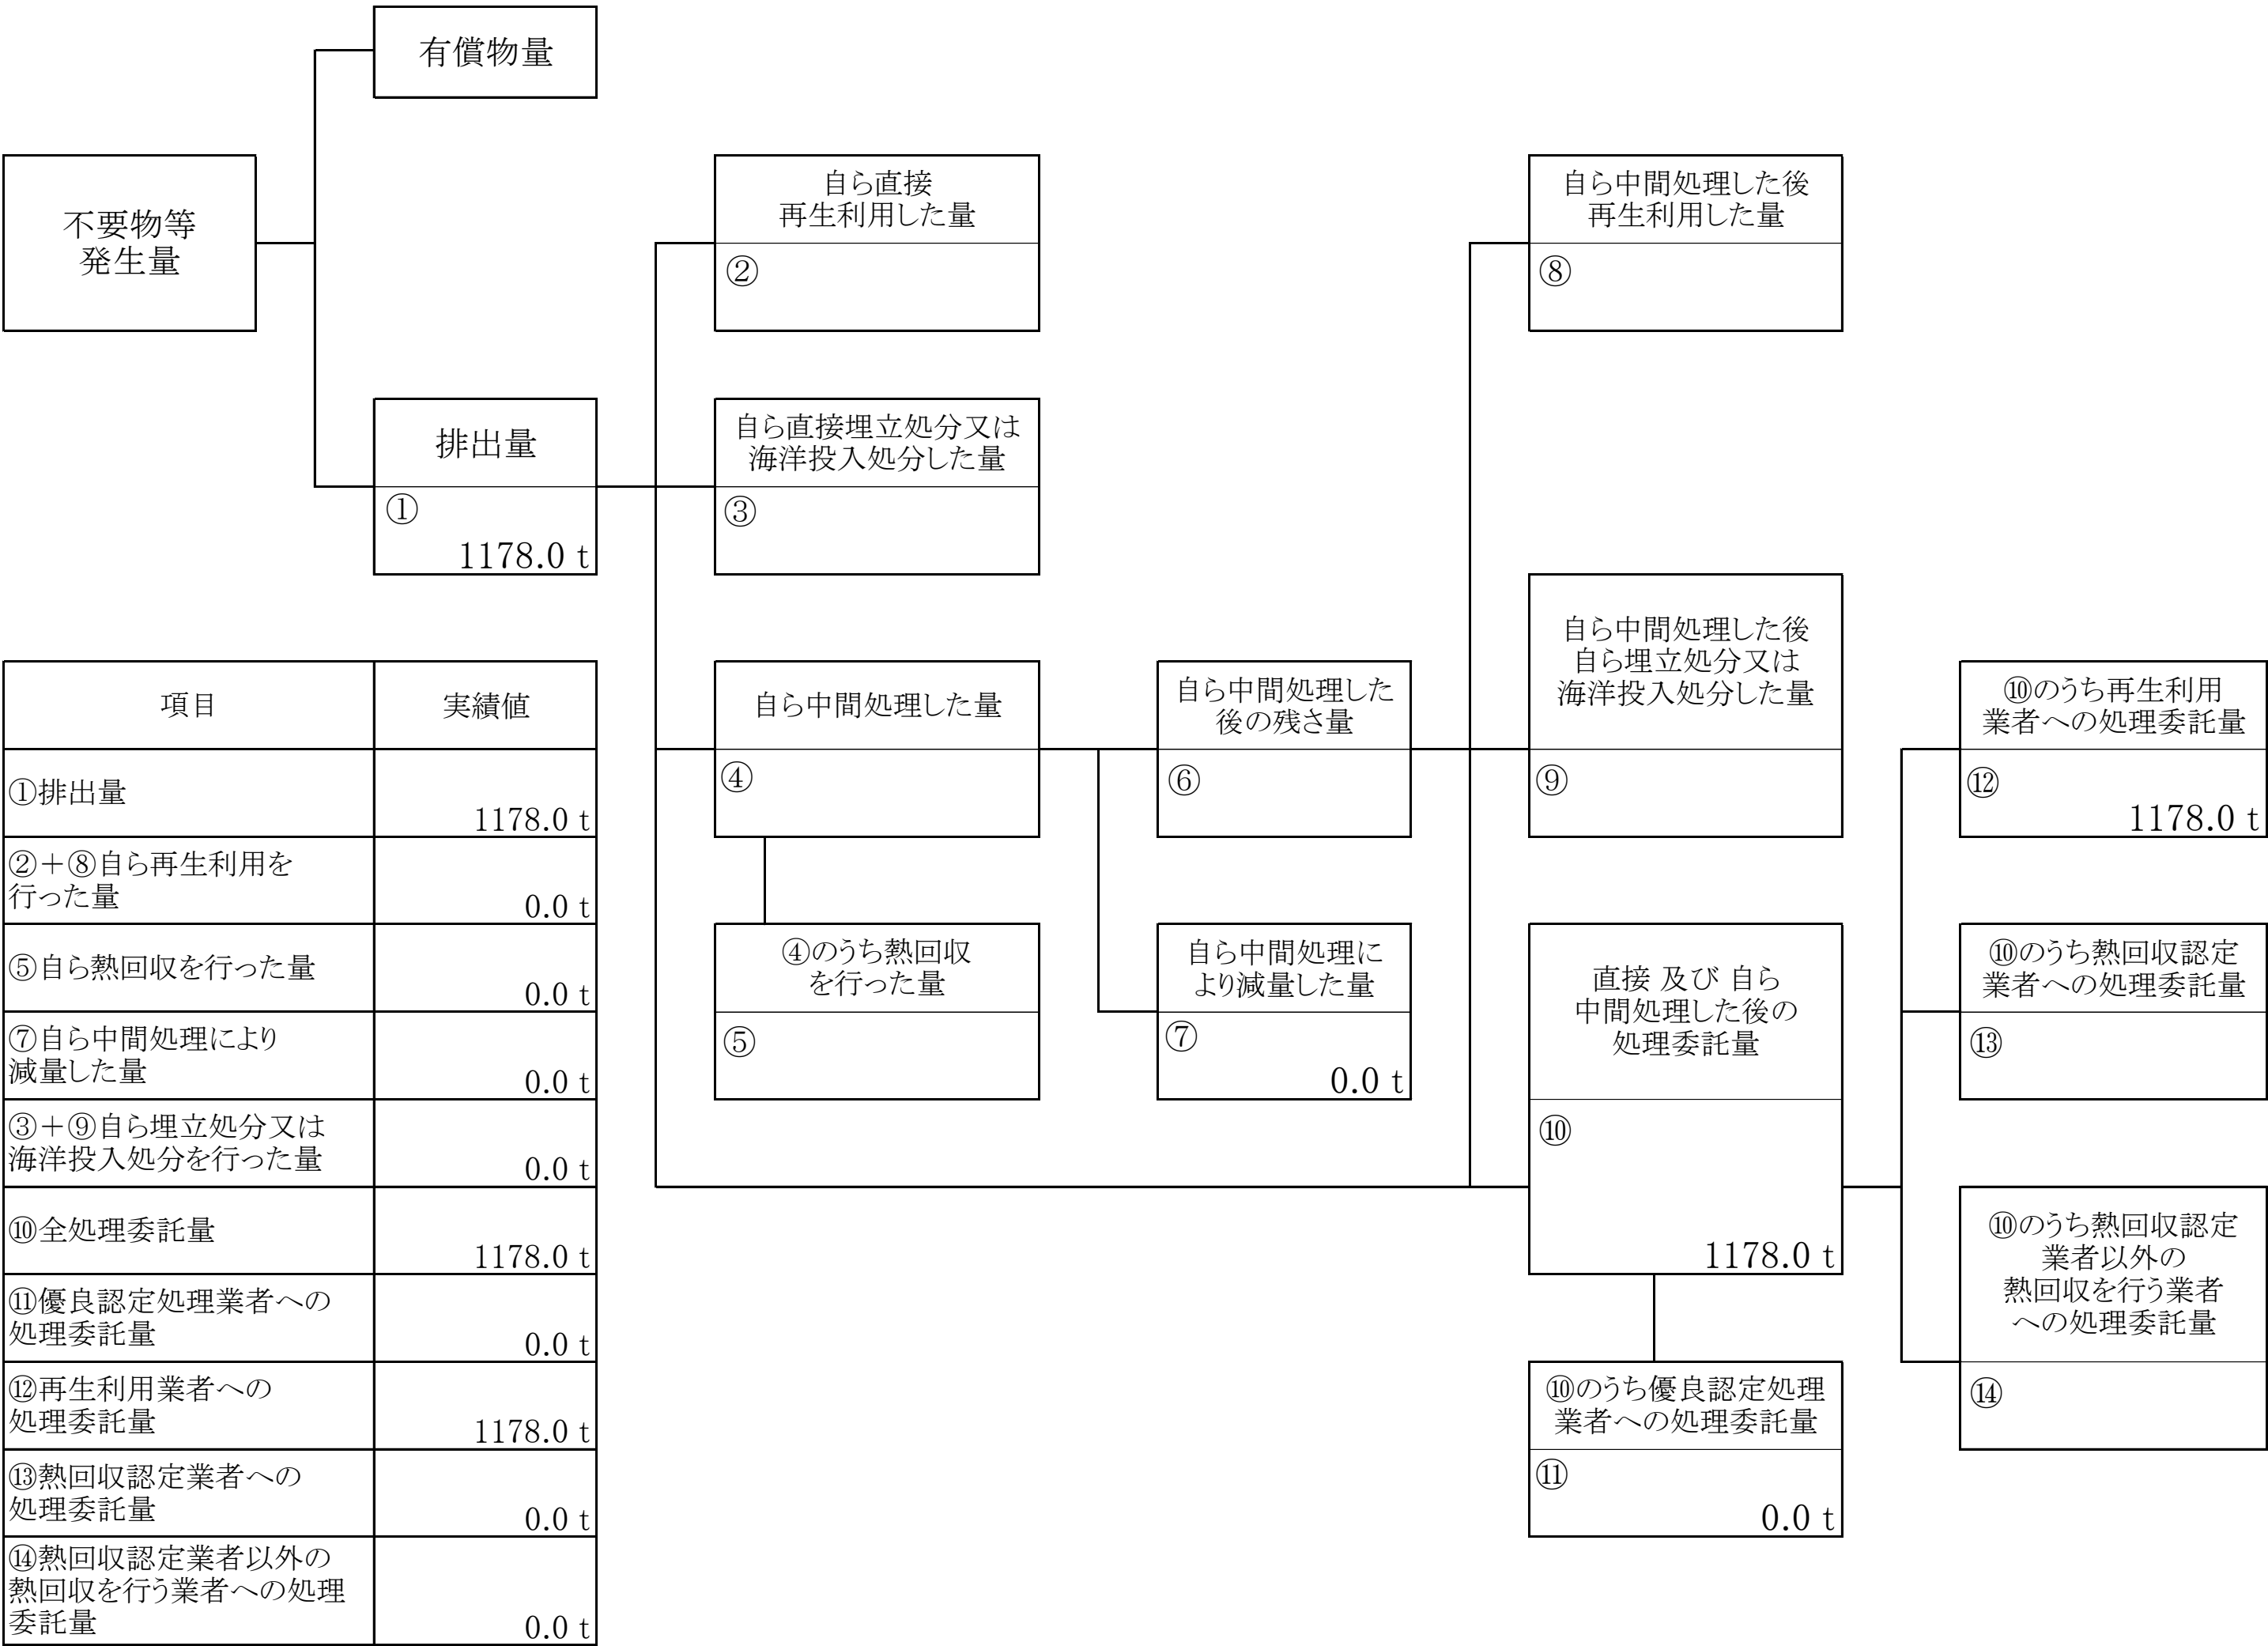 有償物量
不要物等
発生量
排出量
①
1178.0 t
自ら直接
再生利用した量
②
自ら直接埋立処分又は
海洋投入処分した量
③
自ら中間処理した量
④
④のうち熱回収
を行った量
⑤
自ら中間処理した
後の残さ量
⑥
自ら中間処理に
より減量した量
⑦
0.0 t
自ら中間処理した後
再生利用した量
⑧
自ら中間処理した後
自ら埋立処分又は
海洋投入処分した量
⑨
直接 及び 自ら
中間処理した後の
処理委託量
⑩
1178.0 t
⑩のうち優良認定処理
業者への処理委託量
⑪
0.0 t
⑩のうち再生利用
業者への処理委託量
⑫
1178.0 t
⑩のうち熱回収認定
業者への処理委託量
⑬
⑩のうち熱回収認定
業者以外の
熱回収を行う業者
への処理委託量
⑭
項目 実績値
①排出量
1178.0 t
②+⑧自ら再生利用を
行った量
0.0 t
⑤自ら熱回収を行った量
0.0 t
⑦自ら中間処理により
減量した量
0.0 t
③+⑨自ら埋立処分又は
海洋投入処分を行った量
0.0 t
⑩全処理委託量
1178.0 t
⑪優良認定処理業者への
処理委託量
0.0 t
⑫再生利用業者への
処理委託量
1178.0 t
⑬熱回収認定業者への
処理委託量
0.0 t
⑭熱回収認定業者以外の
熱回収を行う業者への処理
委託量
0.0 t